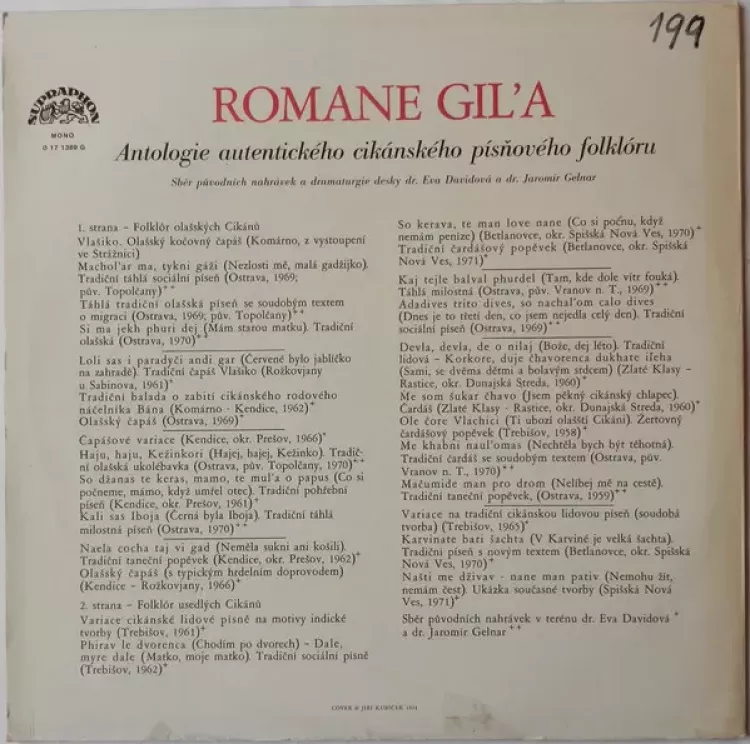 199
SUPRAPHON
MONO
0 17 1389 G
ROMANE GIL'A
Antologie autentického cikánského písňového folklóru
Sběr původních nahrávek a dramaturgie desky dr. Eva Davidová a dr. Jaromír Gelnar
1. strana – Folklór olašských Cikánů
Vlašiko. Olašský kočovný čapáš (Komárno, z vystoupení
ve Strážnici)
Machol'ar ma, tykni gáži (Nezlosti mě, malá gadžijko).
Tradiční táhlá sociální píseň (Ostrava, 1969;
pův. Topolčany)++
Táhlá tradiční olašská píseň se soudobým textem
o migraci (Ostrava, 1969; pův. Topolčany)++
Si ma jekh phuri dej (Mám starou matku). Tradiční
olašská (Ostrava, 1970)++
Loli sas i paradyči andi gar (Červené bylo jablíčko
na zahradě). Tradiční čapáš Vlašiko (Rožkovjany
u Sabinova, 1961)+
Tradiční balada o zabití cikánského rodového
náčelníka Bána (Komárno - Kendice, 1962)+
Olašský čapáš (Ostrava, 1969)+
Čapášové variace (Kendice, okr. Prešov, 1966)+
Haju, haju, Kežinkori (Hajej, hajej, Kežinko). Tradič-
ní olašská ukolébavka (Ostrava, pův. Topolčany, 1970)++
So džanas te keras, mamo, te mul'a o papus (Co si
počneme, mámo, když umřel otec). Tradiční pohřební
píseň (Kendice, okr. Prešov, 1961)+
Kali sas Iboja (Černá byla Iboja). Tradiční táhlá
milostná píseň (Ostrava, 1970)++
Naela cocha taj vi gad (Neměla sukni ani košili).
Tradiční taneční popěvek (Kendice, okr. Prešov, 1962)+
Olašský čapáš (s typickým hrdelním doprovodem)
(Kendice – Rožkovjany, 1966)+
2. strana – Folklór usedlých Cikánů
Variace cikánské lidové písně na motivy indické
tvorby (Trebišov, 1961)+
Phirav le dvorenca (Chodím po dvorech) – Dale,
myre dale (Matko, moje matko). Tradiční sociální písně
(Trebišov, 1962)+
So kerava, te man love nane (Co si počnu, když
nemám peníze) (Betlanovce, okr. Spišská Nová Ves, 1970)+
Tradiční čardášový popěvek (Betlanovce, okr. Spišská
Nová Ves, 1971)+
Kaj tejle balval phurdel (Tam, kde dole vítr fouká).
Táhlá milostná (Ostrava, pův. Vranov n. T., 1969)++
Adadives trito dives, so nachal'om calo dives
(Dnes je to třetí den, co jsem nejedla celý den). Tradiční
sociální píseň (Ostrava, 1969)++
Devla, devla, de o nilaj (Bože, dej léto). Tradiční
lidová – Korkore, duje čhavorenca dukhate il'eha
(Sami, se dvěma dětmi a bolavým srdcem) (Zlaté Klasy -
Rastice, okr. Dunajská Streda, 1960)+
Me som šukar čhavo (Jsem pěkný cikánský chlapec).
Čardáš (Zlaté Klasy - Rastice, okr. Dunajská Streda, 1960)+
Ole čore Vlachici (Ti ubozí olaští Cikáni). Žertovný
čardášový popěvek (Trebišov, 1958)+
Me khabni naul'omas (Nechtěla bych být těhotná).
Tradiční čardáš se soudobým textem (Ostrava, pův.
Vranov n. T., 1970)++
Mačumide man pro drom (Nelíbej mě na cestě).
Tradiční taneční popěvek, (Ostrava, 1959)++
Variace na tradiční cikánskou lidovou píseň (soudobá
tvorba) (Trebišov, 1965)+
Karvinate bari šachta (V Karviné je velká šachta).
Tradiční píseň s novým textem (Betlanovce, okr. Spišská
Nová Ves, 1970)+
Našti me dživav - nane man pativ (Nemohu žít,
nemám čest). Ukázka současné tvorby (Spišská Nová
Ves, 1971)+
Sběr původních nahrávek v terénu dr. Eva Davidová +
a dr. Jaromír Gelnar ++
COVER © JIŘÍ